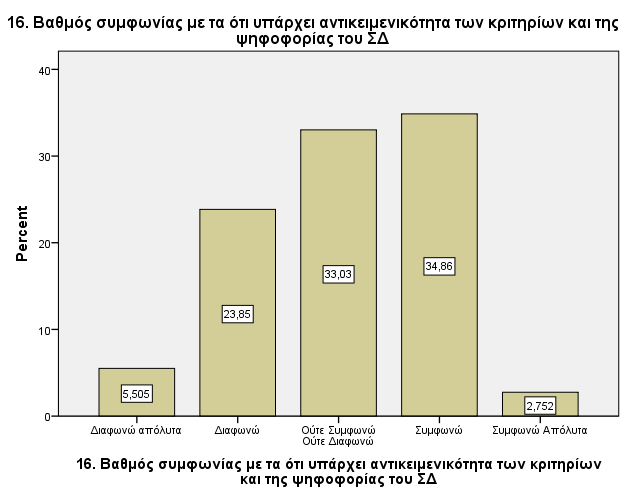 16. Βαθμός συμφωνίας με τα ότι υπάρχει αντικειμενικότητα των κριτηρίων και της
ψηφοφορίας του ΣΔ
Percent
40
30
20
10
0
5,505
23,85
33,03
34,86
2,752
Διαφωνώ απόλυτα
Διαφωνώ
Ούτε Συμφωνώ
Ούτε Διαφωνώ
Συμφωνώ
Συμφωνώ Απόλυτα
16. Βαθμός συμφωνίας με τα ότι υπάρχει αντικειμενικότητα των κριτηρίων
και της ψηφοφορίας του ΣΔ